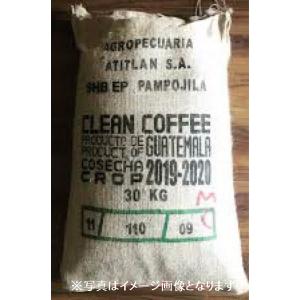 AGROPECUARIA
ATITLAN S.A.
SHB EP PAMPOJILA
CLEAN COFFEE
PRODUCTO DE
PRODUCT OF
GUATEMALA
COSECHA
CROP
2019-2020
30 KG
M
C
11 110 09
※写真はイメージ画像となります